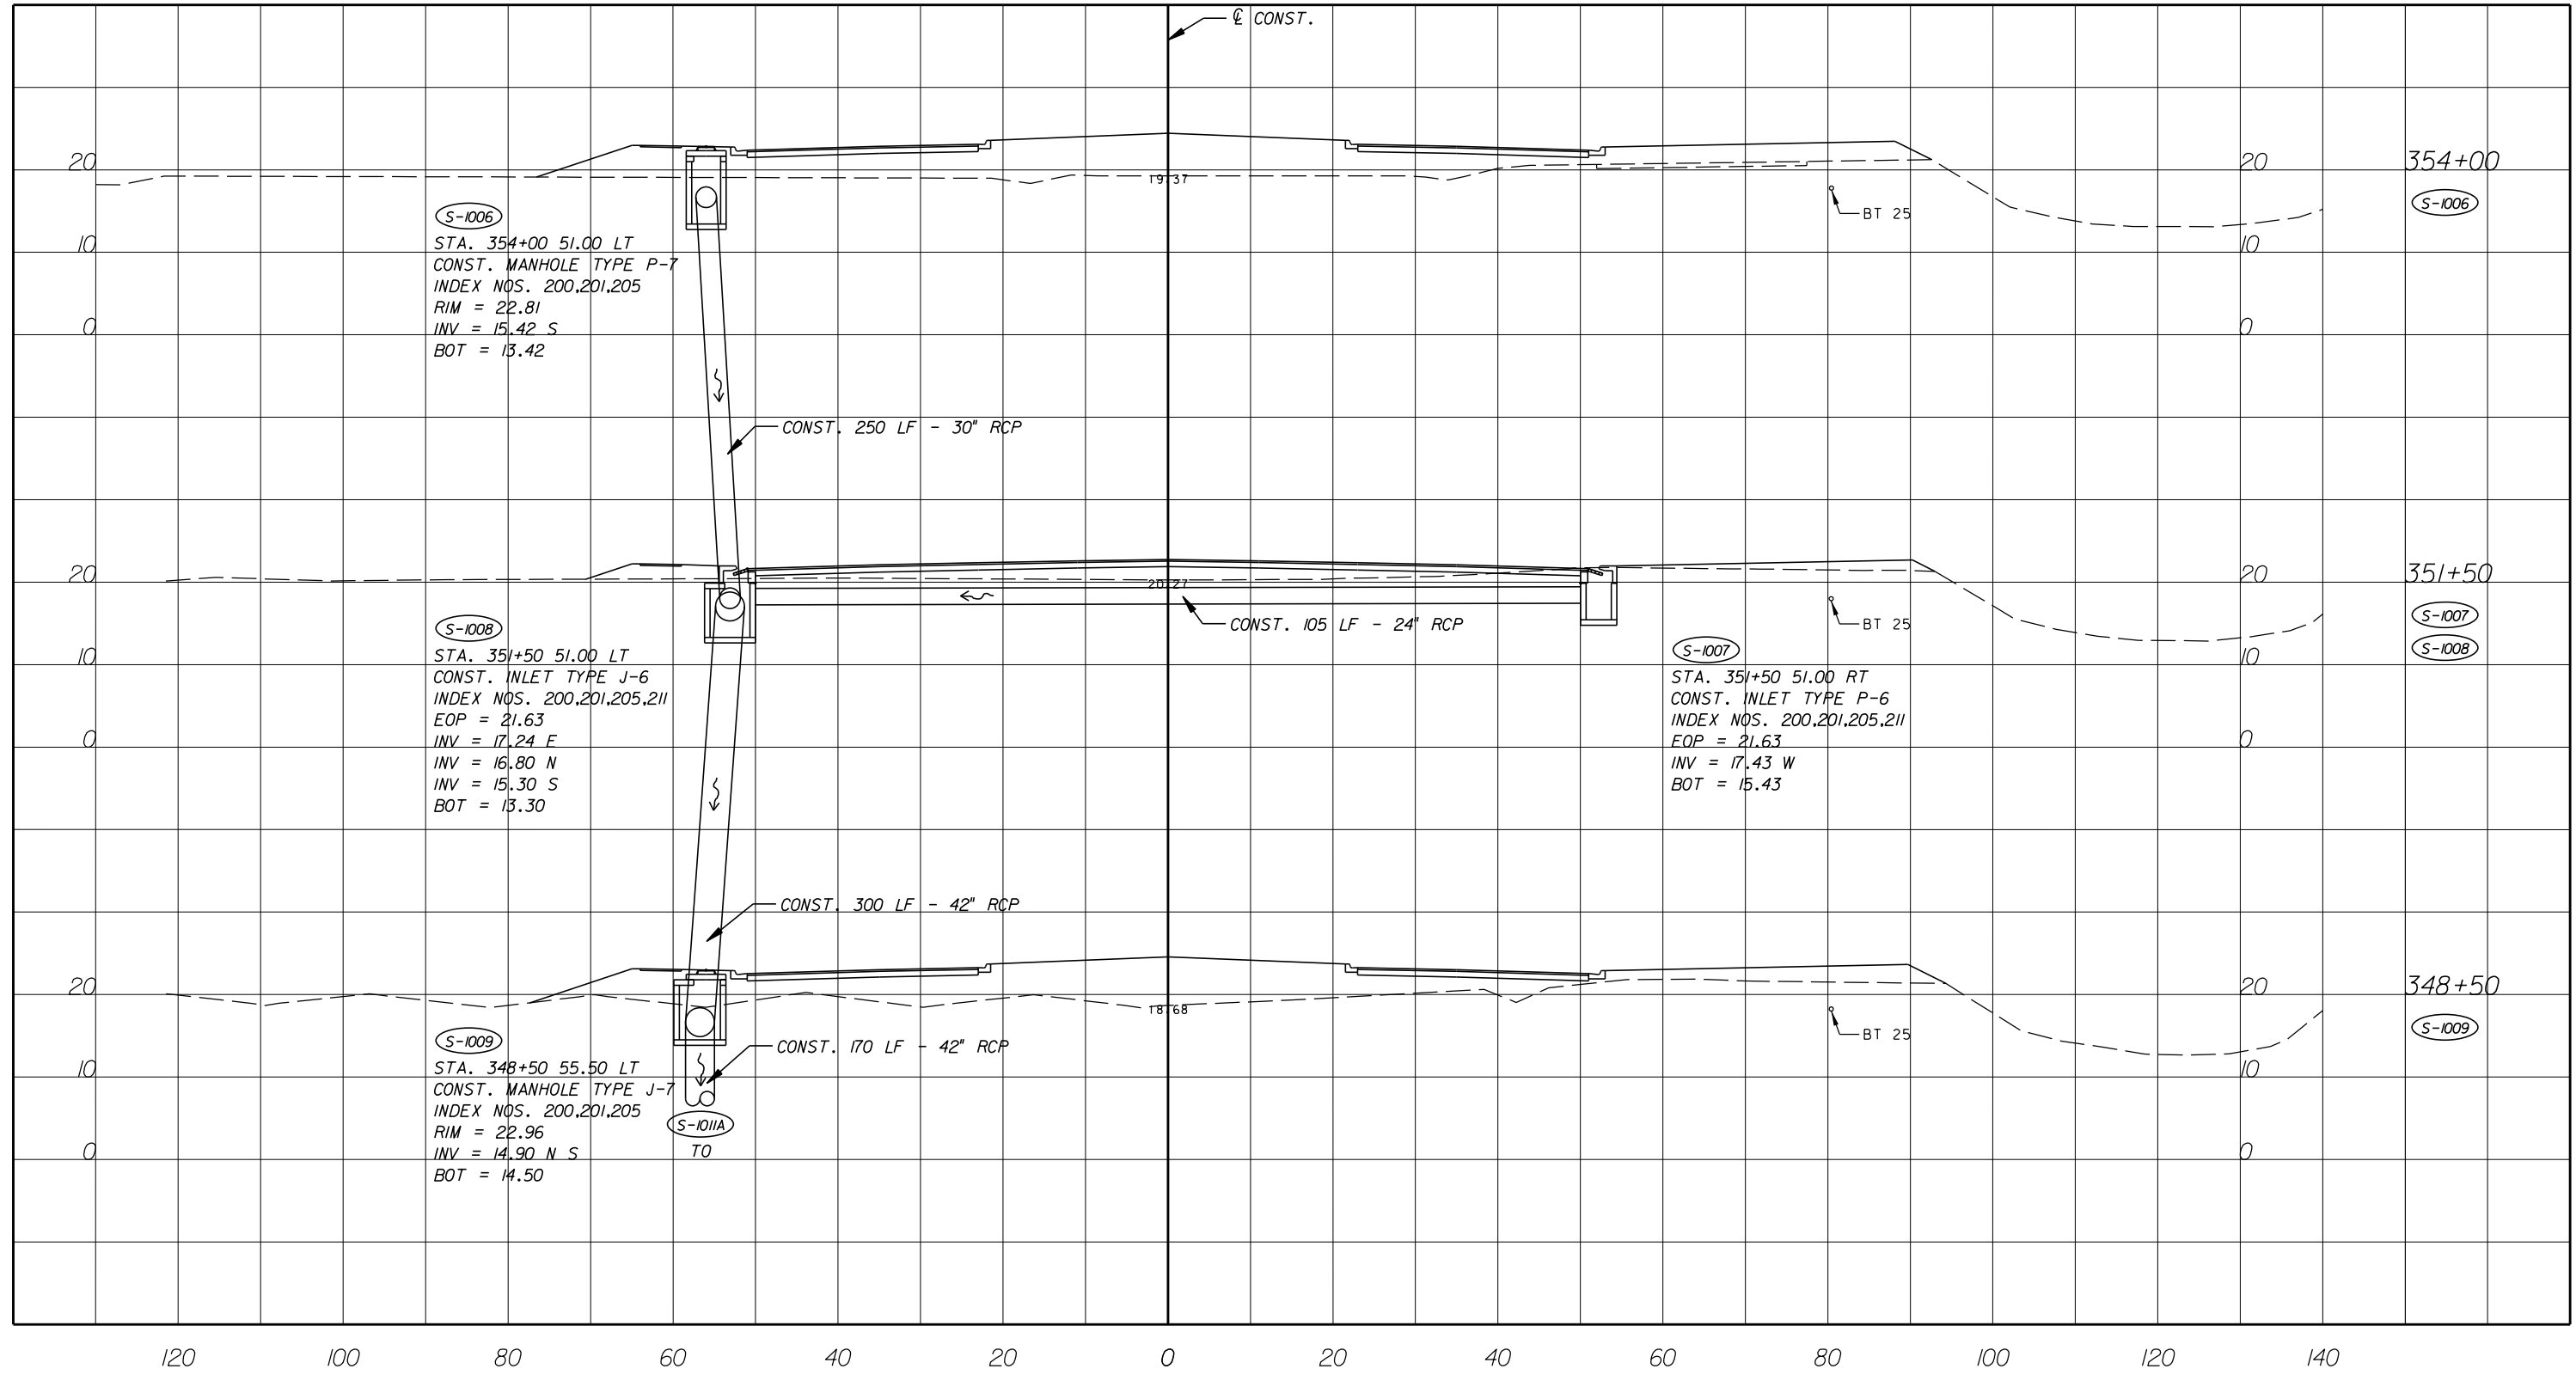 ℄ CONST.
20
20
354+00
19.37
S-1006
S-1006
BT 25
STA. 354+00 51.00 LT
CONST. MANHOLE TYPE P-7
INDEX NOS. 200,201,205
RIM = 22.81
INV = 15.42 S
BOT = 13.42
10
10
0
0
CONST. 250 LF - 30" RCP
20
20
351+50
20.27
S-1007
S-1008
S-1008
BT 25
CONST. 105 LF - 24" RCP
STA. 351+50 51.00 LT
CONST. INLET TYPE J-6
INDEX NOS. 200,201,205,211
EOP = 21.63
INV = 17.24 E
INV = 16.80 N
INV = 15.30 S
BOT = 13.30
S-1007
STA. 351+50 51.00 RT
CONST. INLET TYPE P-6
INDEX NOS. 200,201,205,211
EOP = 21.63
INV = 17.43 W
BOT = 15.43
10
10
0
0
CONST. 300 LF - 42" RCP
20
20
348+50
18.68
S-1009
S-1009
BT 25
CONST. 170 LF - 42" RCP
STA. 348+50 55.50 LT
CONST. MANHOLE TYPE J-7
INDEX NOS. 200,201,205
RIM = 22.96
INV = 14.90 N S
BOT = 14.50
10
10
S-1011A
TO
0
0
120 100 80 60 40 20 0 20 40 60 80 100 120 140